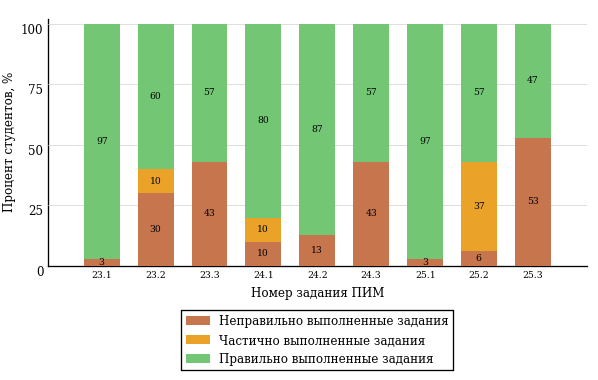 Процент студентов, %
100
75
50
25
0
97 60 57 80 87 57 97 57 47
10 10 37
3 30 43 10 13 43 3 6 53
23.1 23.2 23.3 24.1 24.2 24.3 25.1 25.2 25.3
Номер задания ПИМ
Неправильно выполненные задания
Частично выполненные задания
Правильно выполненные задания